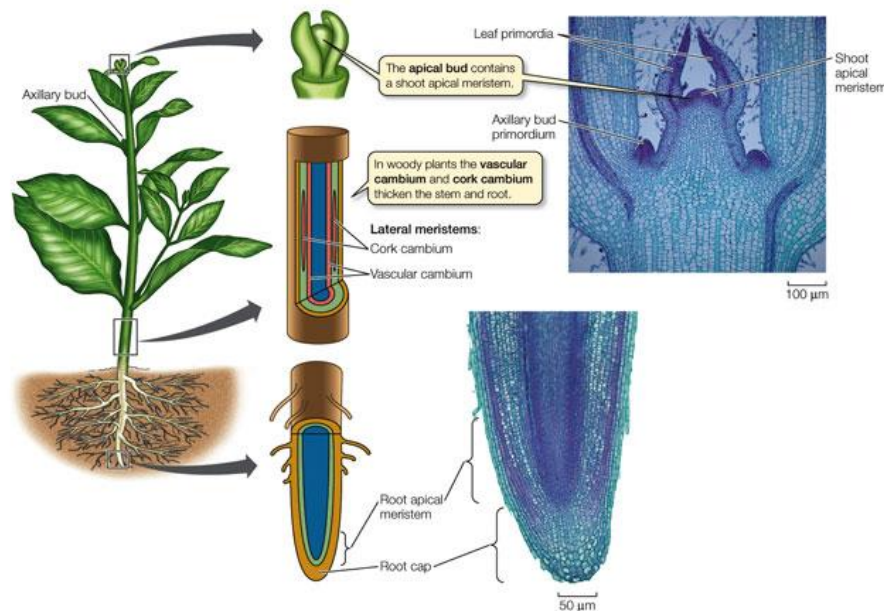 Axillary bud
The apical bud contains
a shoot apical meristem.
In woody plants the vascular
cambium and cork cambium
thicken the stem and root.
Lateral meristems:
Cork cambium
Vascular cambium
Leaf primordia
Shoot
apical
meristem
Axillary bud
primordium
100 µm
Root apical
meristem
Root cap
50 µm